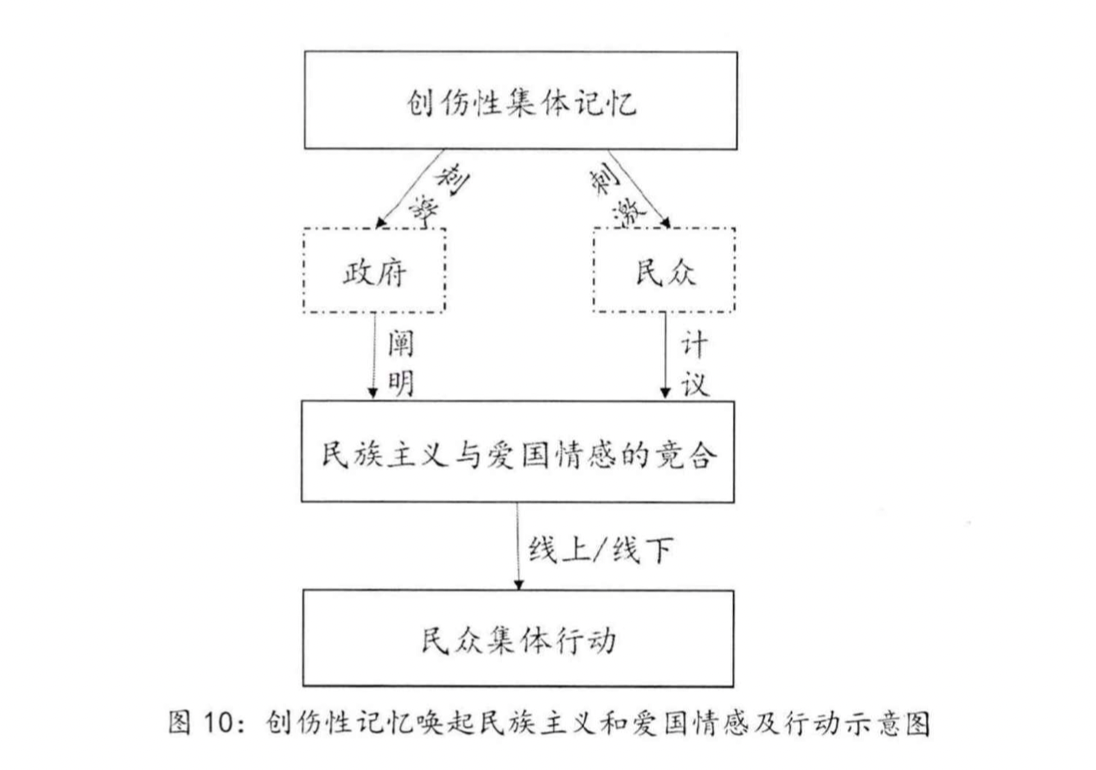 创伤性集体记忆
刺激
刺激
政府
民众
阐明
计议
民族主义与爱国情感的竟合
线上/线下
民众集体行动
图 10：创伤性记忆唤起民族主义和爱国情感及行动示意图